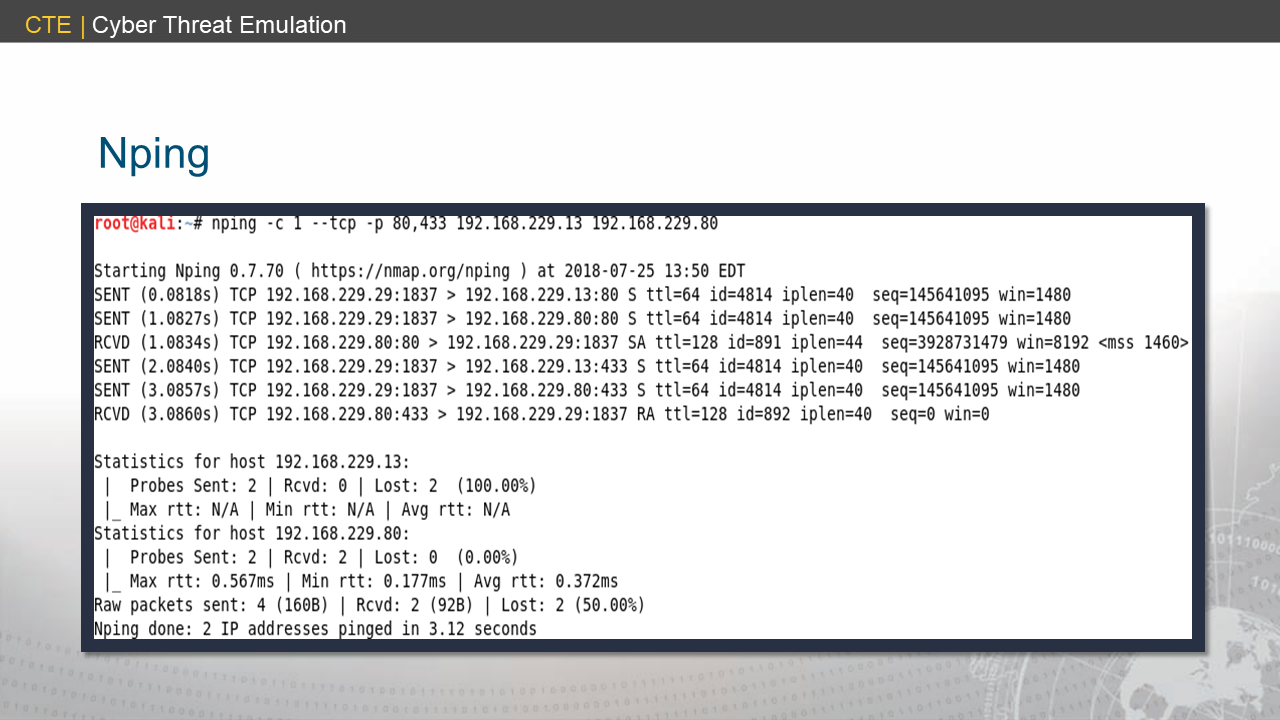 CTE | Cyber Threat Emulation
Nping
root@kali:~# nping -c 1 --tcp -p 80,433 192.168.229.13 192.168.229.80
Starting Nping 0.7.70 ( https://nmap.org/nping ) at 2018-07-25 13:50 EDT
SENT (0.0818s) TCP 192.168.229.29:1837 > 192.168.229.13:80 S ttl=64 id=4814 iplen=40  seq=145641095 win=1480
SENT (1.0827s) TCP 192.168.229.29:1837 > 192.168.229.80:80 S ttl=64 id=4814 iplen=40  seq=145641095 win=1480
RCVD (1.0834s) TCP 192.168.229.80:80 > 192.168.229.29:1837 SA ttl=128 id=891 iplen=44  seq=3928731479 win=8192 <mss 1460>
SENT (2.0840s) TCP 192.168.229.29:1837 > 192.168.229.13:433 S ttl=64 id=4814 iplen=40  seq=145641095 win=1480
SENT (3.0857s) TCP 192.168.229.29:1837 > 192.168.229.80:433 S ttl=64 id=4814 iplen=40  seq=145641095 win=1480
RCVD (3.0860s) TCP 192.168.229.80:433 > 192.168.229.29:1837 RA ttl=128 id=892 iplen=40  seq=0 win=0
Statistics for host 192.168.229.13:
 |  Probes Sent: 2 | Rcvd: 0 | Lost: 2  (100.00%)
 |_ Max rtt: N/A | Min rtt: N/A | Avg rtt: N/A
Statistics for host 192.168.229.80:
 |  Probes Sent: 2 | Rcvd: 2 | Lost: 0  (0.00%)
 |_ Max rtt: 0.567ms | Min rtt: 0.177ms | Avg rtt: 0.372ms
Raw packets sent: 4 (160B) | Rcvd: 2 (92B) | Lost: 2 (50.00%)
Nping done: 2 IP addresses pinged in 3.12 seconds